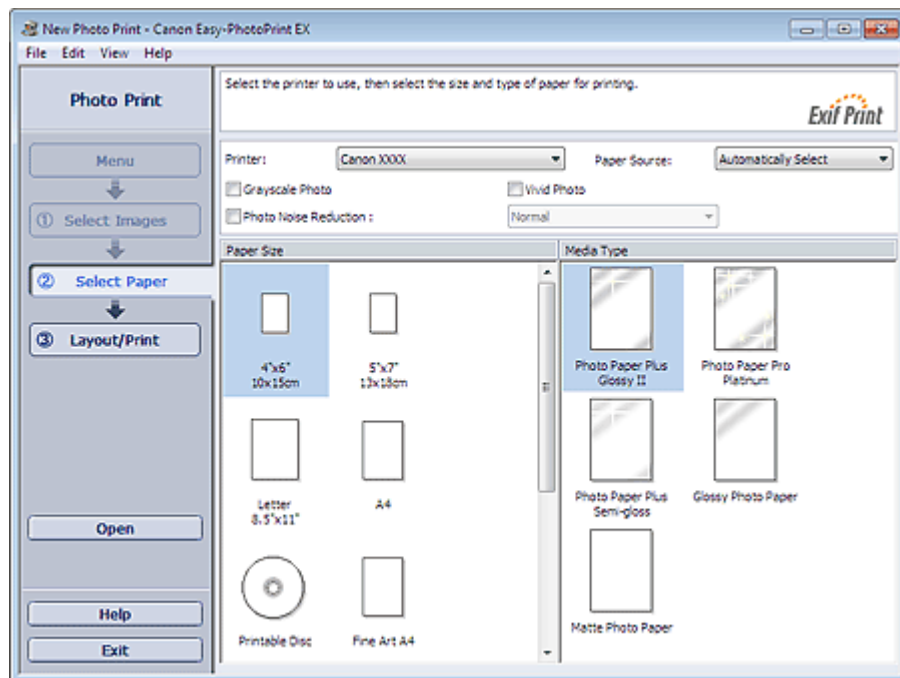 New Photo Print - Canon Easy-PhotoPrint EX
File Edit View Help
Photo Print
Select the printer to use, then select the size and type of paper for printing.
Exif Print
Menu
① Select Images
② Select Paper
③ Layout/Print
Open
Help
Exit
Printer: Canon XXXX Paper Source: Automatically Select
Grayscale Photo Vivid Photo
Photo Noise Reduction : Normal
Paper Size
4"x6"
10x15cm
5"x7"
13x18cm
Letter
8.5"x11"
A4
Printable Disc
Fine Art A4
Media Type
Photo Paper Plus
Glossy II
Photo Paper Pro
Platinum
Photo Paper Plus
Semi-gloss
Glossy Photo Paper
Matte Photo Paper